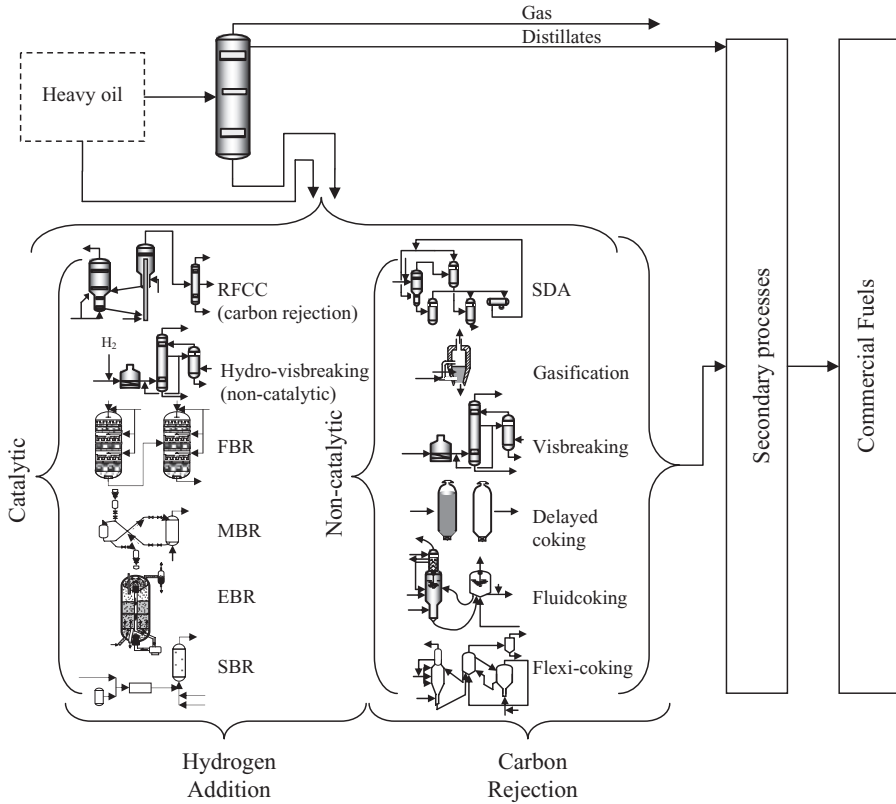 Gas
Distillates
Heavy oil
RFCC
(carbon rejection)
H2
Hydro-visbreaking
(non-catalytic)
FBR
MBR
EBR
SBR
Catalytic
Hydrogen
Addition
SDA
Gasification
Visbreaking
Delayed
coking
Fluidcoking
Flexi-coking
Non-catalytic
Carbon
Rejection
Secondary processes
Commercial Fuels